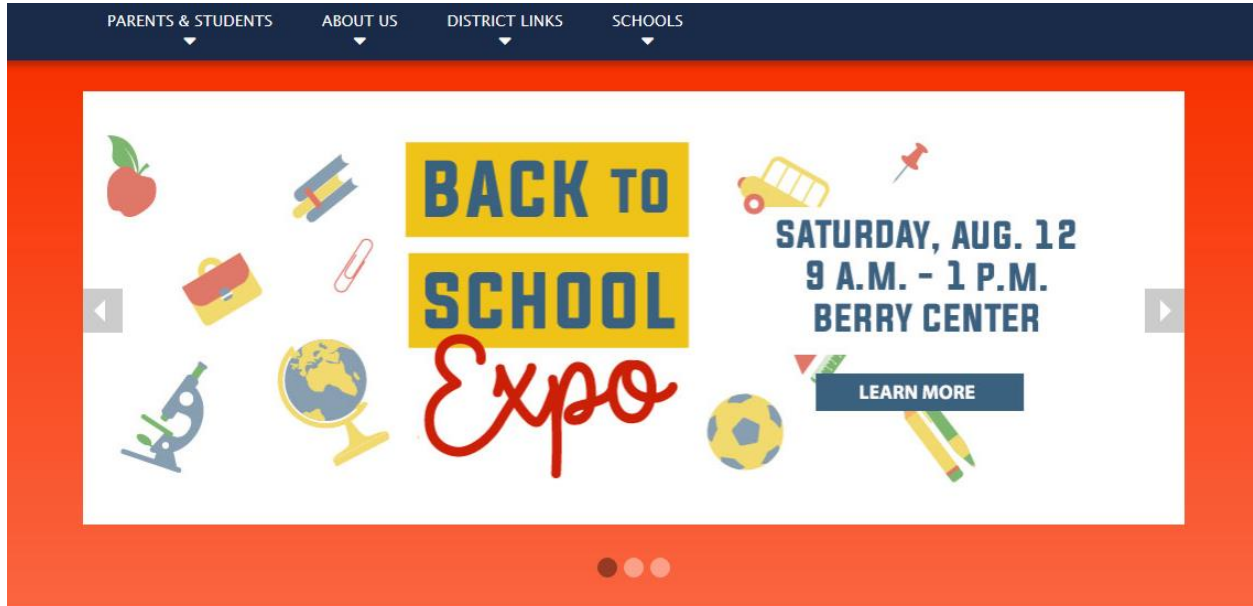 PARENTS & STUDENTS ABOUT US DISTRICT LINKS SCHOOLS
BACK TO
SCHOOL
Expo
SATURDAY, AUG. 12
9 A.M. - 1 P.M.
BERRY CENTER
LEARN MORE